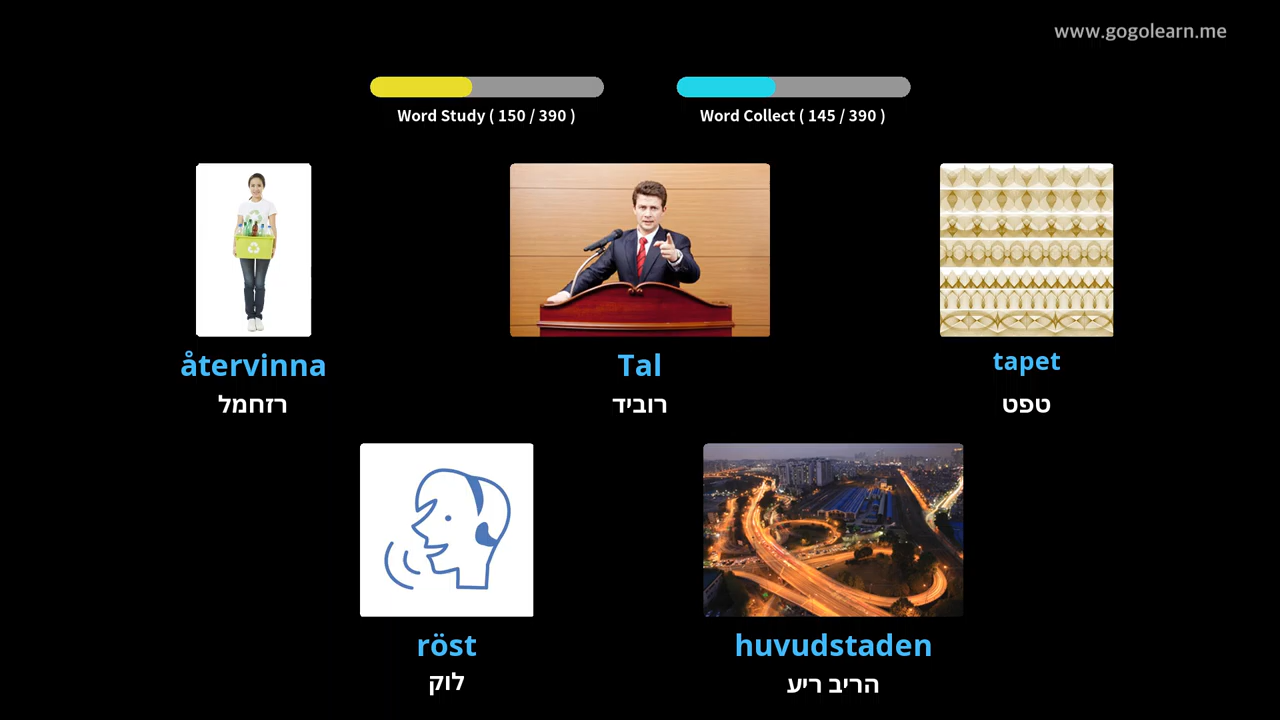 www.gogolearn.me
Word Study ( 150 / 390 )
Word Collect ( 145 / 390 )
återvinna
רזחמל
Tal
רוביד
tapet
טפט
röst
לוק
huvudstaden
הריב ריע